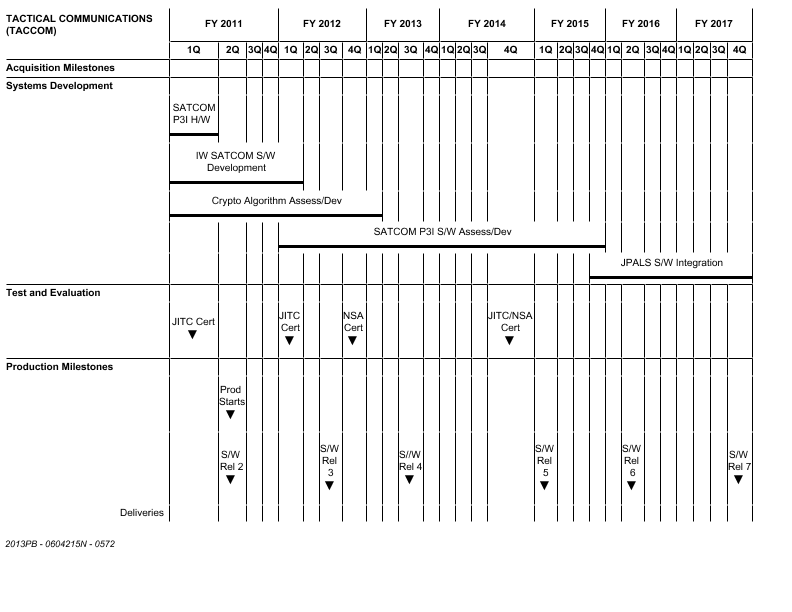 TACTICAL COMMUNICATIONS
(TACCOM)
FY 2011 FY 2012 FY 2013 FY 2014 FY 2015 FY 2016 FY 2017
1Q 2Q 3Q 4Q 1Q 2Q 3Q 4Q 1Q 2Q 3Q 4Q 1Q 2Q 3Q 4Q 1Q 2Q 3Q 4Q 1Q 2Q 3Q 4Q 1Q 2Q 3Q 4Q
Acquisition Milestones
Systems Development
SATCOM
P3I H/W
IW SATCOM S/W
Development
Crypto Algorithm Assess/Dev
SATCOM P3I S/W Assess/Dev
JPALS S/W Integration
Test and Evaluation
JITC Cert
JITC
Cert
NSA
Cert
JITC/NSA
Cert
Production Milestones
Prod
Starts
S/W
Rel 2
S/W
Rel
3
S//W
Rel 4
S/W
Rel
5
S/W
Rel
6
S/W
Rel 7
Deliveries
2013PB - 0604215N - 0572